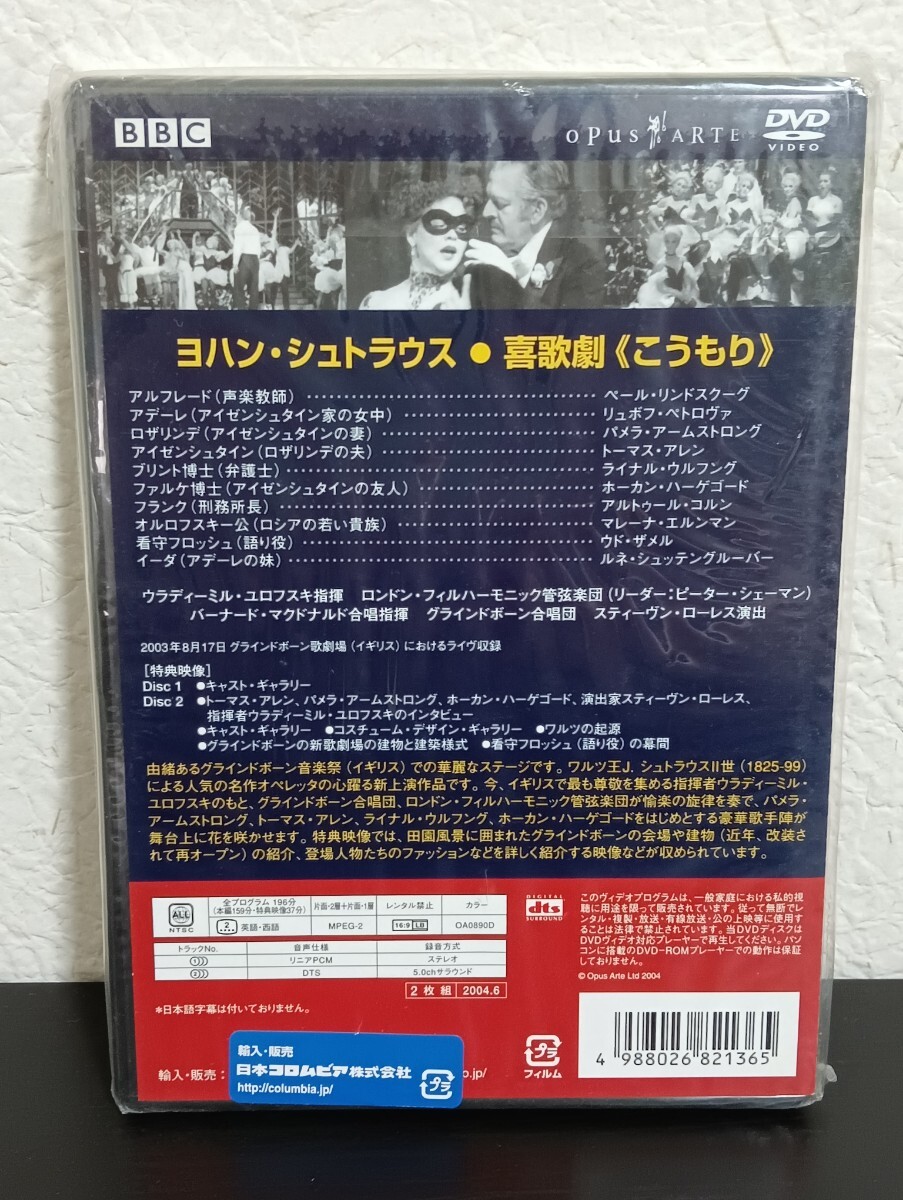 BBC
OPUS ARTE
DVD
VIDEO
ヨハン・シュトラウス ● 喜歌劇《こうもり》
アルフレード(声楽教師) ペール・リンドスクーグ
アデーレ(アイゼンシュタイン家の女中) リュボフ・ペトロヴァ
ロザリンデ(アイゼンシュタインの妻) パメラ・アームストロング
アイゼンシュタイン(ロザリンデの夫) トーマス・アレン
ブリント博士(弁護士) ライナル・ウルフング
ファルケ博士(アイゼンシュタインの友人) ホーカン・ハーゲゴード
フランク(刑務所長) アルトゥール・コルン
オルロフスキー公(ロシアの若い貴族) マレーナ・エルンマン
看守フロッシュ(語り役) ウド・ザメル
イーダ(アデーレの妹) ルネ・シュッテングルーバー
ウラディーミル・ユロフスキ指揮 ロンドン・フィルハーモニック管弦楽団(リーダー:ピーター・シェーマン)
バーナード・マクドナルド合唱指揮 グラインドボーン合唱団 スティーヴン・ローレス演出
2003年8月17日 グラインドボーン歌劇場(イギリス)におけるライヴ収録
[特典映像]
Disc 1 ●キャスト・ギャラリー
Disc 2 ●トーマス・アレン、パメラ・アームストロング、ホーカン・ハーゲゴード、演出家スティーヴン・ローレス、
指揮者ウラディーミル・ユロフスキのインタビュー
●キャスト・ギャラリー ●コスチューム・デザイン・ギャラリー ●ワルツの起源
●グラインドボーンの新歌劇場の建物と建築様式 ●看守フロッシュ(語り役)の幕間
由緒あるグラインドボーン音楽祭(イギリス)での華麗なステージです。ワルツ王J. シュトラウスII世(1825-99)
による人気の名作オペレッタの心躍る新上演作品です。今、イギリスで最も尊敬を集める指揮者ウラディーミル・
ユロフスキのもと、グラインドボーン合唱団、ロンドン・フィルハーモニック管弦楽団が愉楽の旋律を奏で、パメラ・
アームストロング、トーマス・アレン、ライナル・ウルフング、ホーカン・ハーゲゴードをはじめとする豪華歌手陣が
舞台上に花を咲かせます。特典映像では、田園風景に囲まれたグラインドボーンの会場や建物(近年、改装さ
れて再オープン)の紹介、登場人物たちのファッションなどを詳しく紹介する映像などが収められています。
ALL
NTSC
全プログラム 196分
(本編159分・特典映像37分)
片面・2層+片面・1層
レンタル禁止
カラー
2 英語・西語
MPEG-2
16:9 LB
OA0890D
トラックNo. 音声仕様 録音方式
1 リニアPCM ステレオ
2 DTS 5.0chサラウンド
2枚組 2004.6
DIGITAL
dts
SURROUND
このヴィデオプログラムは、一般家庭における私的視
聴に用途を限って販売されています。従って無断でレ
ンタル・複製・放送・有線放送・公の上映等に使用す
ることは法律で禁止されています。当DVDディスクは
DVDヴィデオ対応プレーヤーで再生してください。パソ
コンに搭載のDVD-ROMプレーヤーでの動作は保証し
ておりません。
© Opus Arte Ltd 2004
*日本語字幕は付いておりません。
輸入・販売:
o.jp/
輸入・販売
日本コロムビア株式会社
http://columbia.jp/
プラ
プラ
フィルム
4 988026 821365